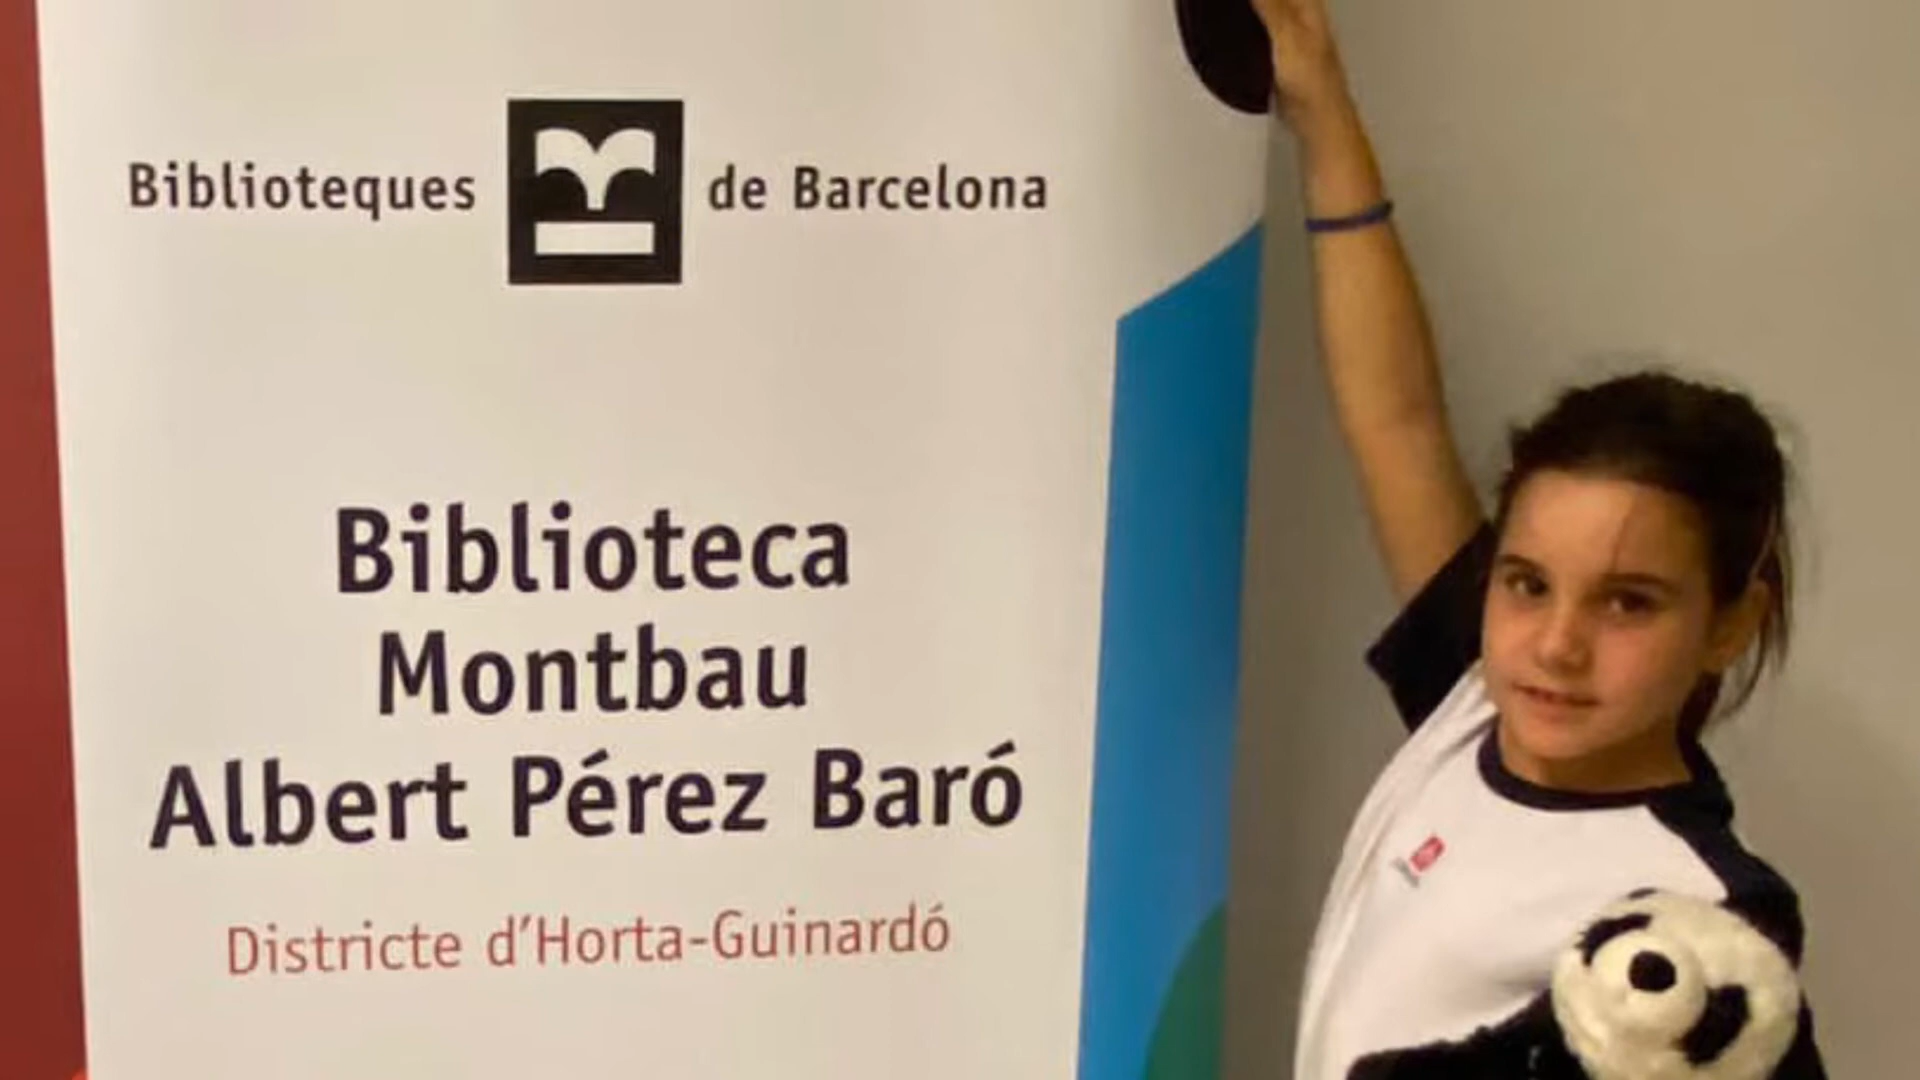 Biblioteques de Barcelona
Biblioteca
Montbau
Albert Pérez Baró
Districte d'Horta-Guinardó